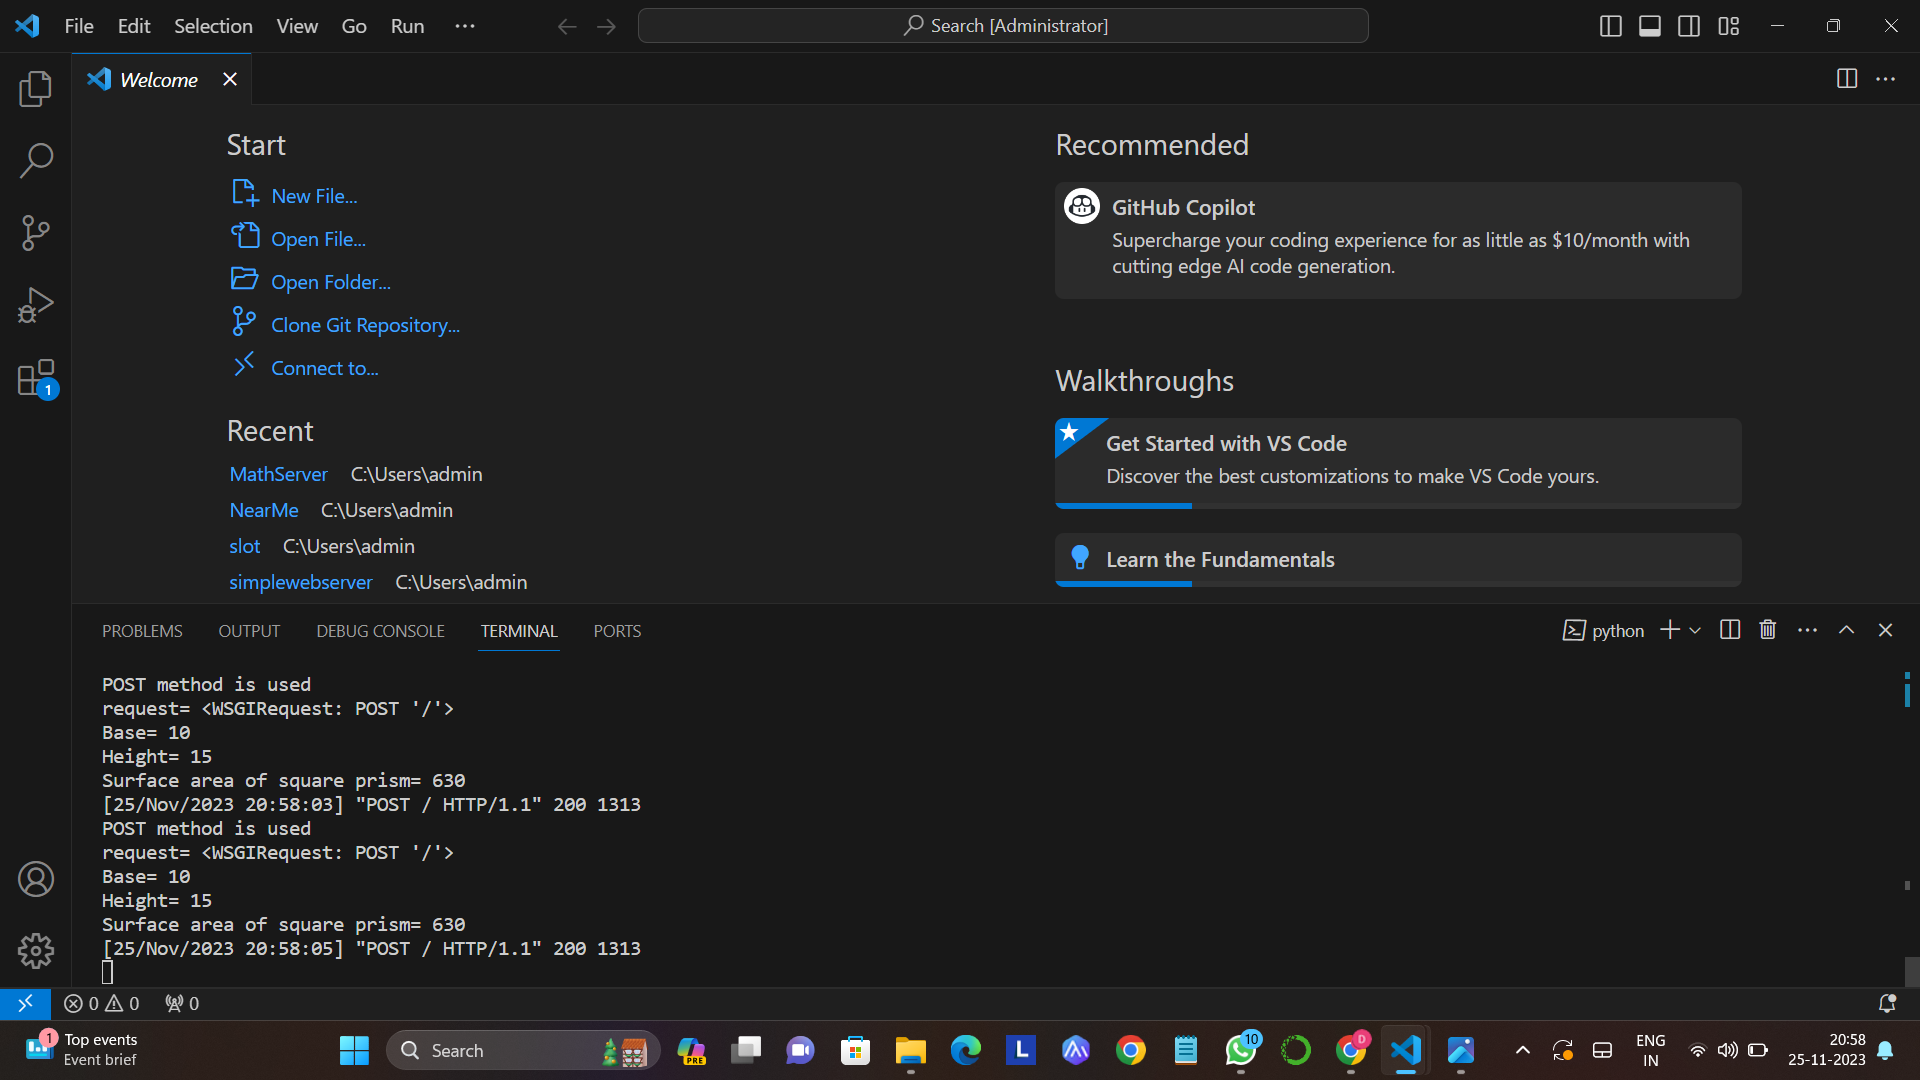 File Edit Selection View Go Run ···
Search [Administrator]
Welcome
Start
New File...
Open File...
Open Folder...
Clone Git Repository...
Connect to...
Recent
MathServer C:\Users\admin
NearMe C:\Users\admin
slot C:\Users\admin
simplewebserver C:\Users\admin
Recommended
GitHub Copilot
Supercharge your coding experience for as little as $10/month with
cutting edge AI code generation.
Walkthroughs
Get Started with VS Code
Discover the best customizations to make VS Code yours.
Learn the Fundamentals
1
PROBLEMS OUTPUT DEBUG CONSOLE TERMINAL PORTS
python
POST method is used
request= <WSGIRequest: POST '/'>
Base= 10
Height= 15
Surface area of square prism= 630
[25/Nov/2023 20:58:03] "POST / HTTP/1.1" 200 1313
POST method is used
request= <WSGIRequest: POST '/'>
Base= 10
Height= 15
Surface area of square prism= 630
[25/Nov/2023 20:58:05] "POST / HTTP/1.1" 200 1313
0 0 0
1
Top events
Event brief
Search
PRE
L
10
D
ENG
IN
20:58
25-11-2023